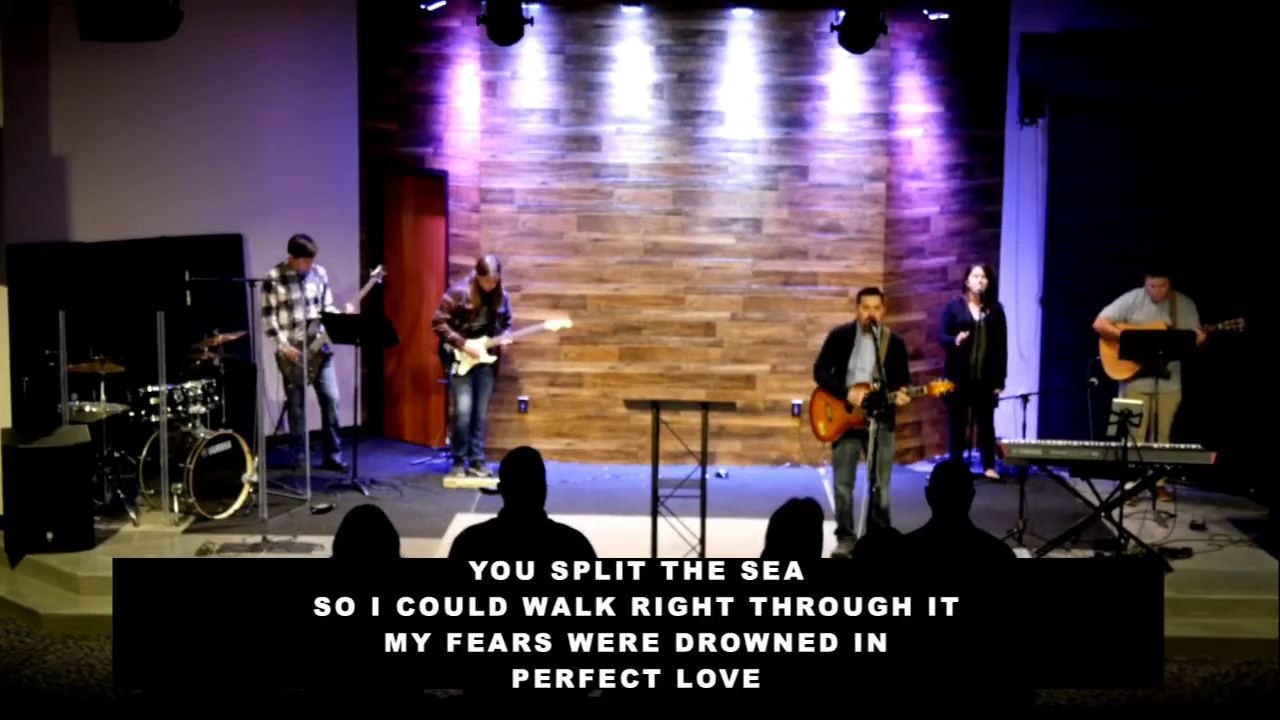 YOU SPLIT THE SEA
SO I COULD WALK RIGHT THROUGH IT
MY FEARS WERE DROWNED IN
PERFECT LOVE